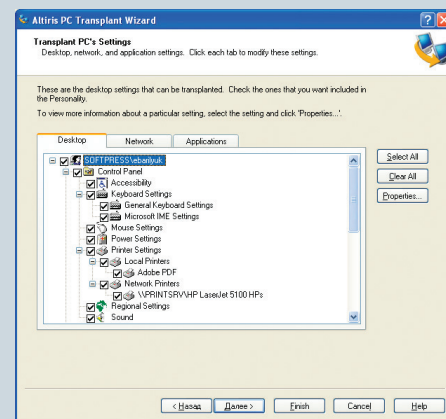 Altiris PC Transplant Wizard
Transplant PC's Settings
Desktop, network, and application settings. Click each tab to modify these settings.
These are the desktop settings that can be transplanted. Check the ones that you want included in
the Personality.
To view more information about a particular setting, select the setting and click 'Properties...'.
Desktop Network Applications
SOFTPRESS\ebarilyuk
Control Panel
Accessibility
Keyboard Settings
General Keyboard Settings
Microsoft IME Settings
Mouse Settings
Power Settings
Printer Settings
Local Printers
Adobe PDF
Network Printers
\\PRINTSRV\HP LaserJet 5100 HPs
Regional Settings
Sound
Select All
Clear All
Properties...
< Назад Далее > Finish Cancel Help